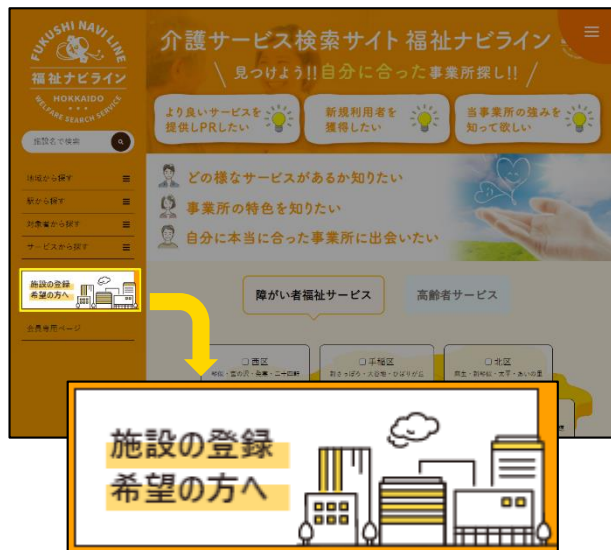 FUKUSHI NAVI LINE
福祉ナビライン
HOKKAIDO
WELFARE SEARCH SERVICE
施設名で検索
地域から探す
駅から探す
対象者から探す
サービスから探す
施設の登録
希望の方へ
会員専用ページ
介護サービス検索サイト 福祉ナビライン
見つけよう!!自分に合った事業所探し!!
より良いサービスを
提供しPRしたい
新規利用者を
獲得したい
当事業所の強みを
知って欲しい
どの様なサービスがあるか知りたい
事業所の特色を知りたい
自分に本当に合った事業所に出会いたい
障がい者福祉サービス
高齢者サービス
西区
手稲区
北区
施設の登録
希望の方へ